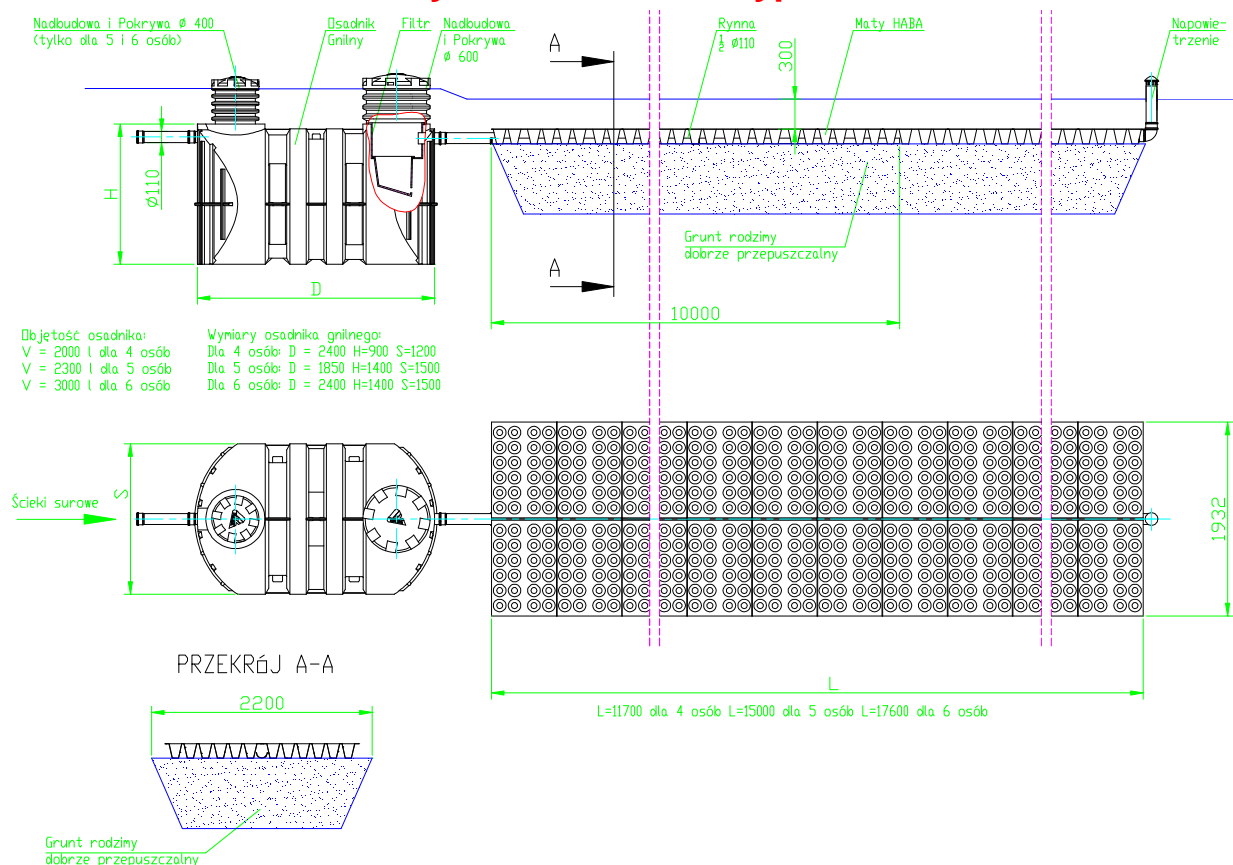 Nadbudowa i Pokrywa Ø 400
(tylko dla 5 i 6 osób)
Osadnik
Gnilny
Filtr
Nadbudowa
i Pokrywa
Ø 600
A
Rynna
½ Ø110
Maty HABA
Napowie-
trzenie
300
H
Ø110
D
A
Grunt rodzimy
dobrze przepuszczalny
10000
Objętość osadnika:
V = 2000 l dla 4 osób
V = 2300 l dla 5 osób
V = 3000 l dla 6 osób
Wymiary osadnika gnilnego:
Dla 4 osób: D = 2400 H=900 S=1200
Dla 5 osób: D = 1850 H=1400 S=1500
Dla 6 osób: D = 2400 H=1400 S=1500
Ścieki surowe
S
1932
L
L=11700 dla 4 osób L=15000 dla 5 osób L=17600 dla 6 osób
PRZEKRóJ A-A
2200
Grunt rodzimy
dobrze przepuszczalny